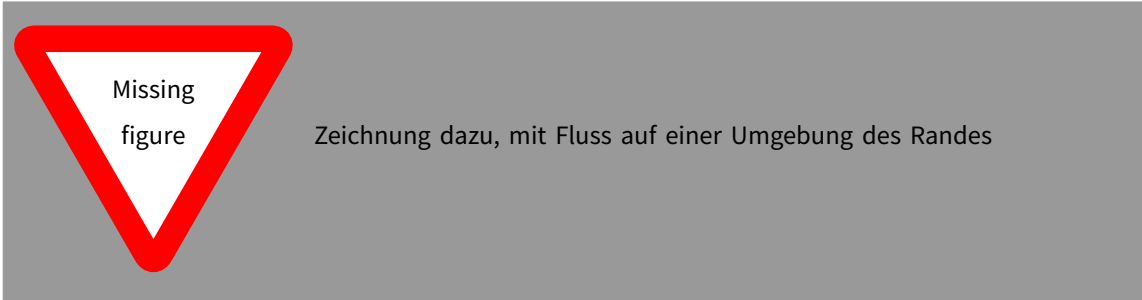 Missing
figure
Zeichnung dazu, mit Fluss auf einer Umgebung des Randes